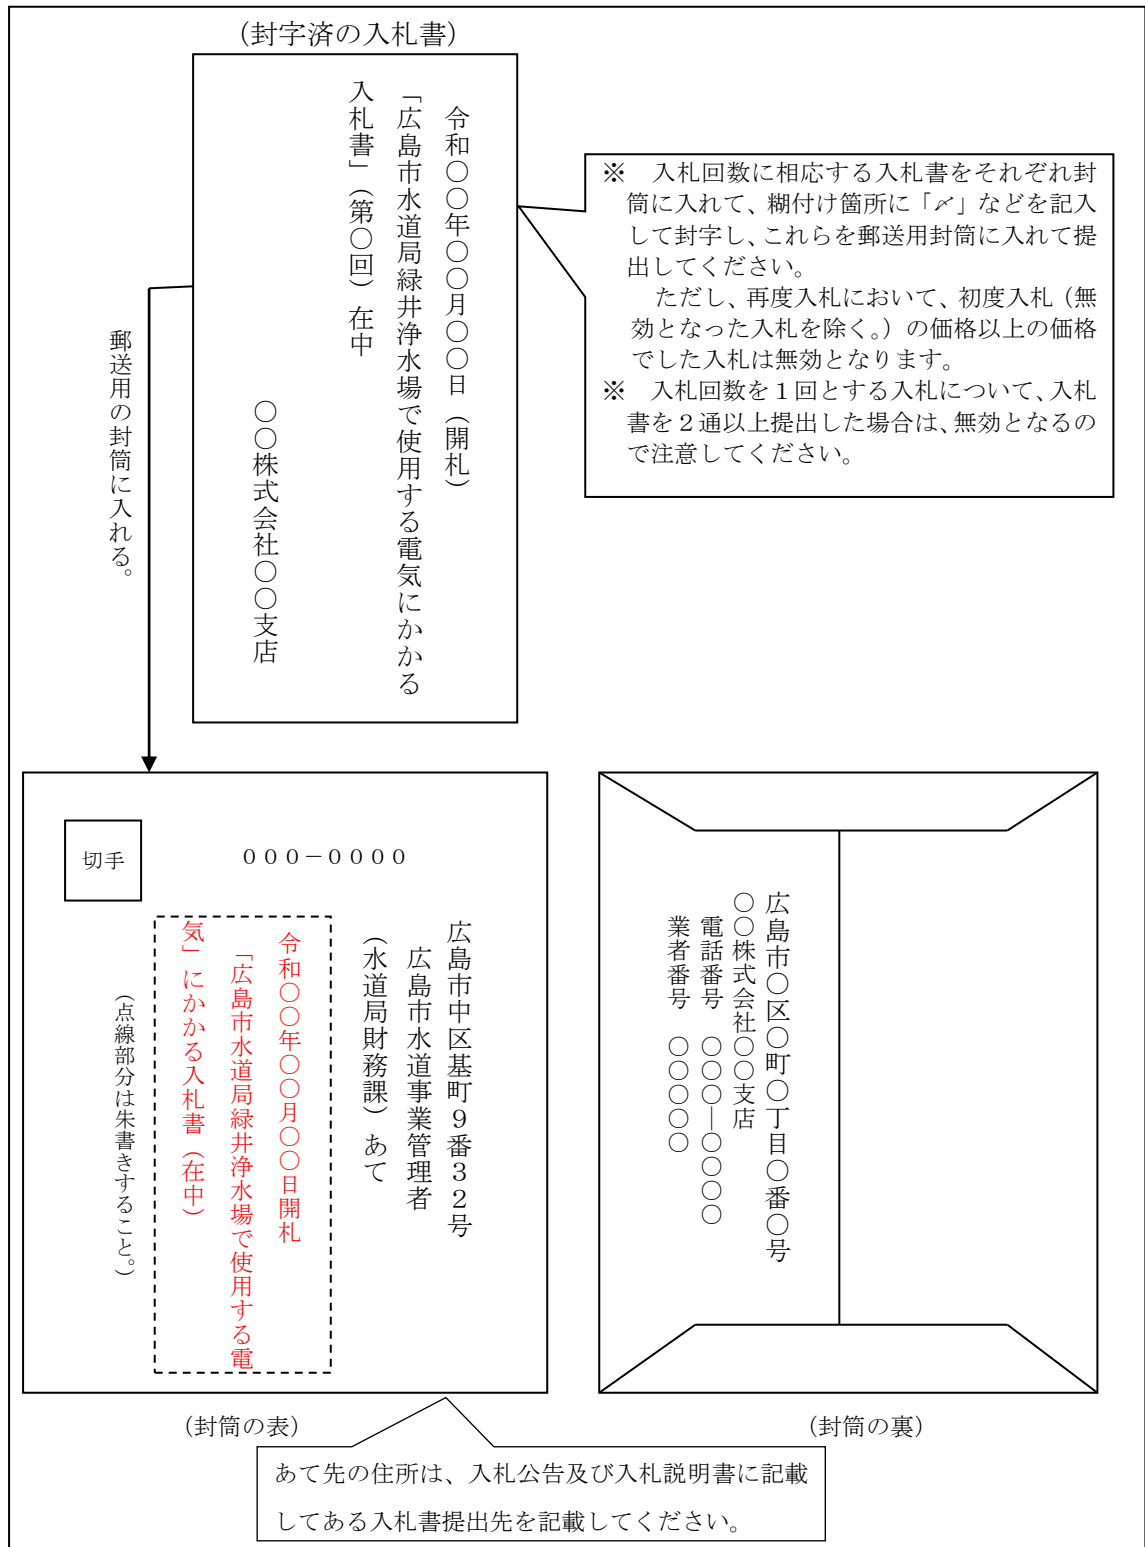 （封字済の入札書）
令和〇〇年〇〇月〇〇日（開札）
「広島市水道局緑井浄水場で使用する電気にかかる
入札書」（第〇回）在中
〇〇株式会社〇〇支店
※　入札回数に相応する入札書をそれぞれ封
筒に入れて、糊付け箇所に「〆」などを記入
して封字し、これらを郵送用封筒に入れて提
出してください。
ただし、再度入札において、初度入札（無
効となった入札を除く。）の価格以上の価格
でした入札は無効となります。
※　入札回数を１回とする入札について、入札
書を２通以上提出した場合は、無効となるの
で注意してください。
郵送用の封筒に入れる。
切手
０００－００００
広島市中区基町９番３２号
広島市水道事業管理者
（水道局財務課）あて
令和〇〇年〇〇月〇〇日開札
「広島市水道局緑井浄水場で使用する電
気」にかかる入札書（在中）
（点線部分は朱書きすること。）
（封筒の表）
広島市〇区〇町〇丁目〇番〇号
〇〇株式会社〇〇支店
電話番号　〇〇〇―〇〇〇〇
業者番号　〇〇〇〇〇
（封筒の裏）
あて先の住所は、入札公告及び入札説明書に記載
してある入札書提出先を記載してください。